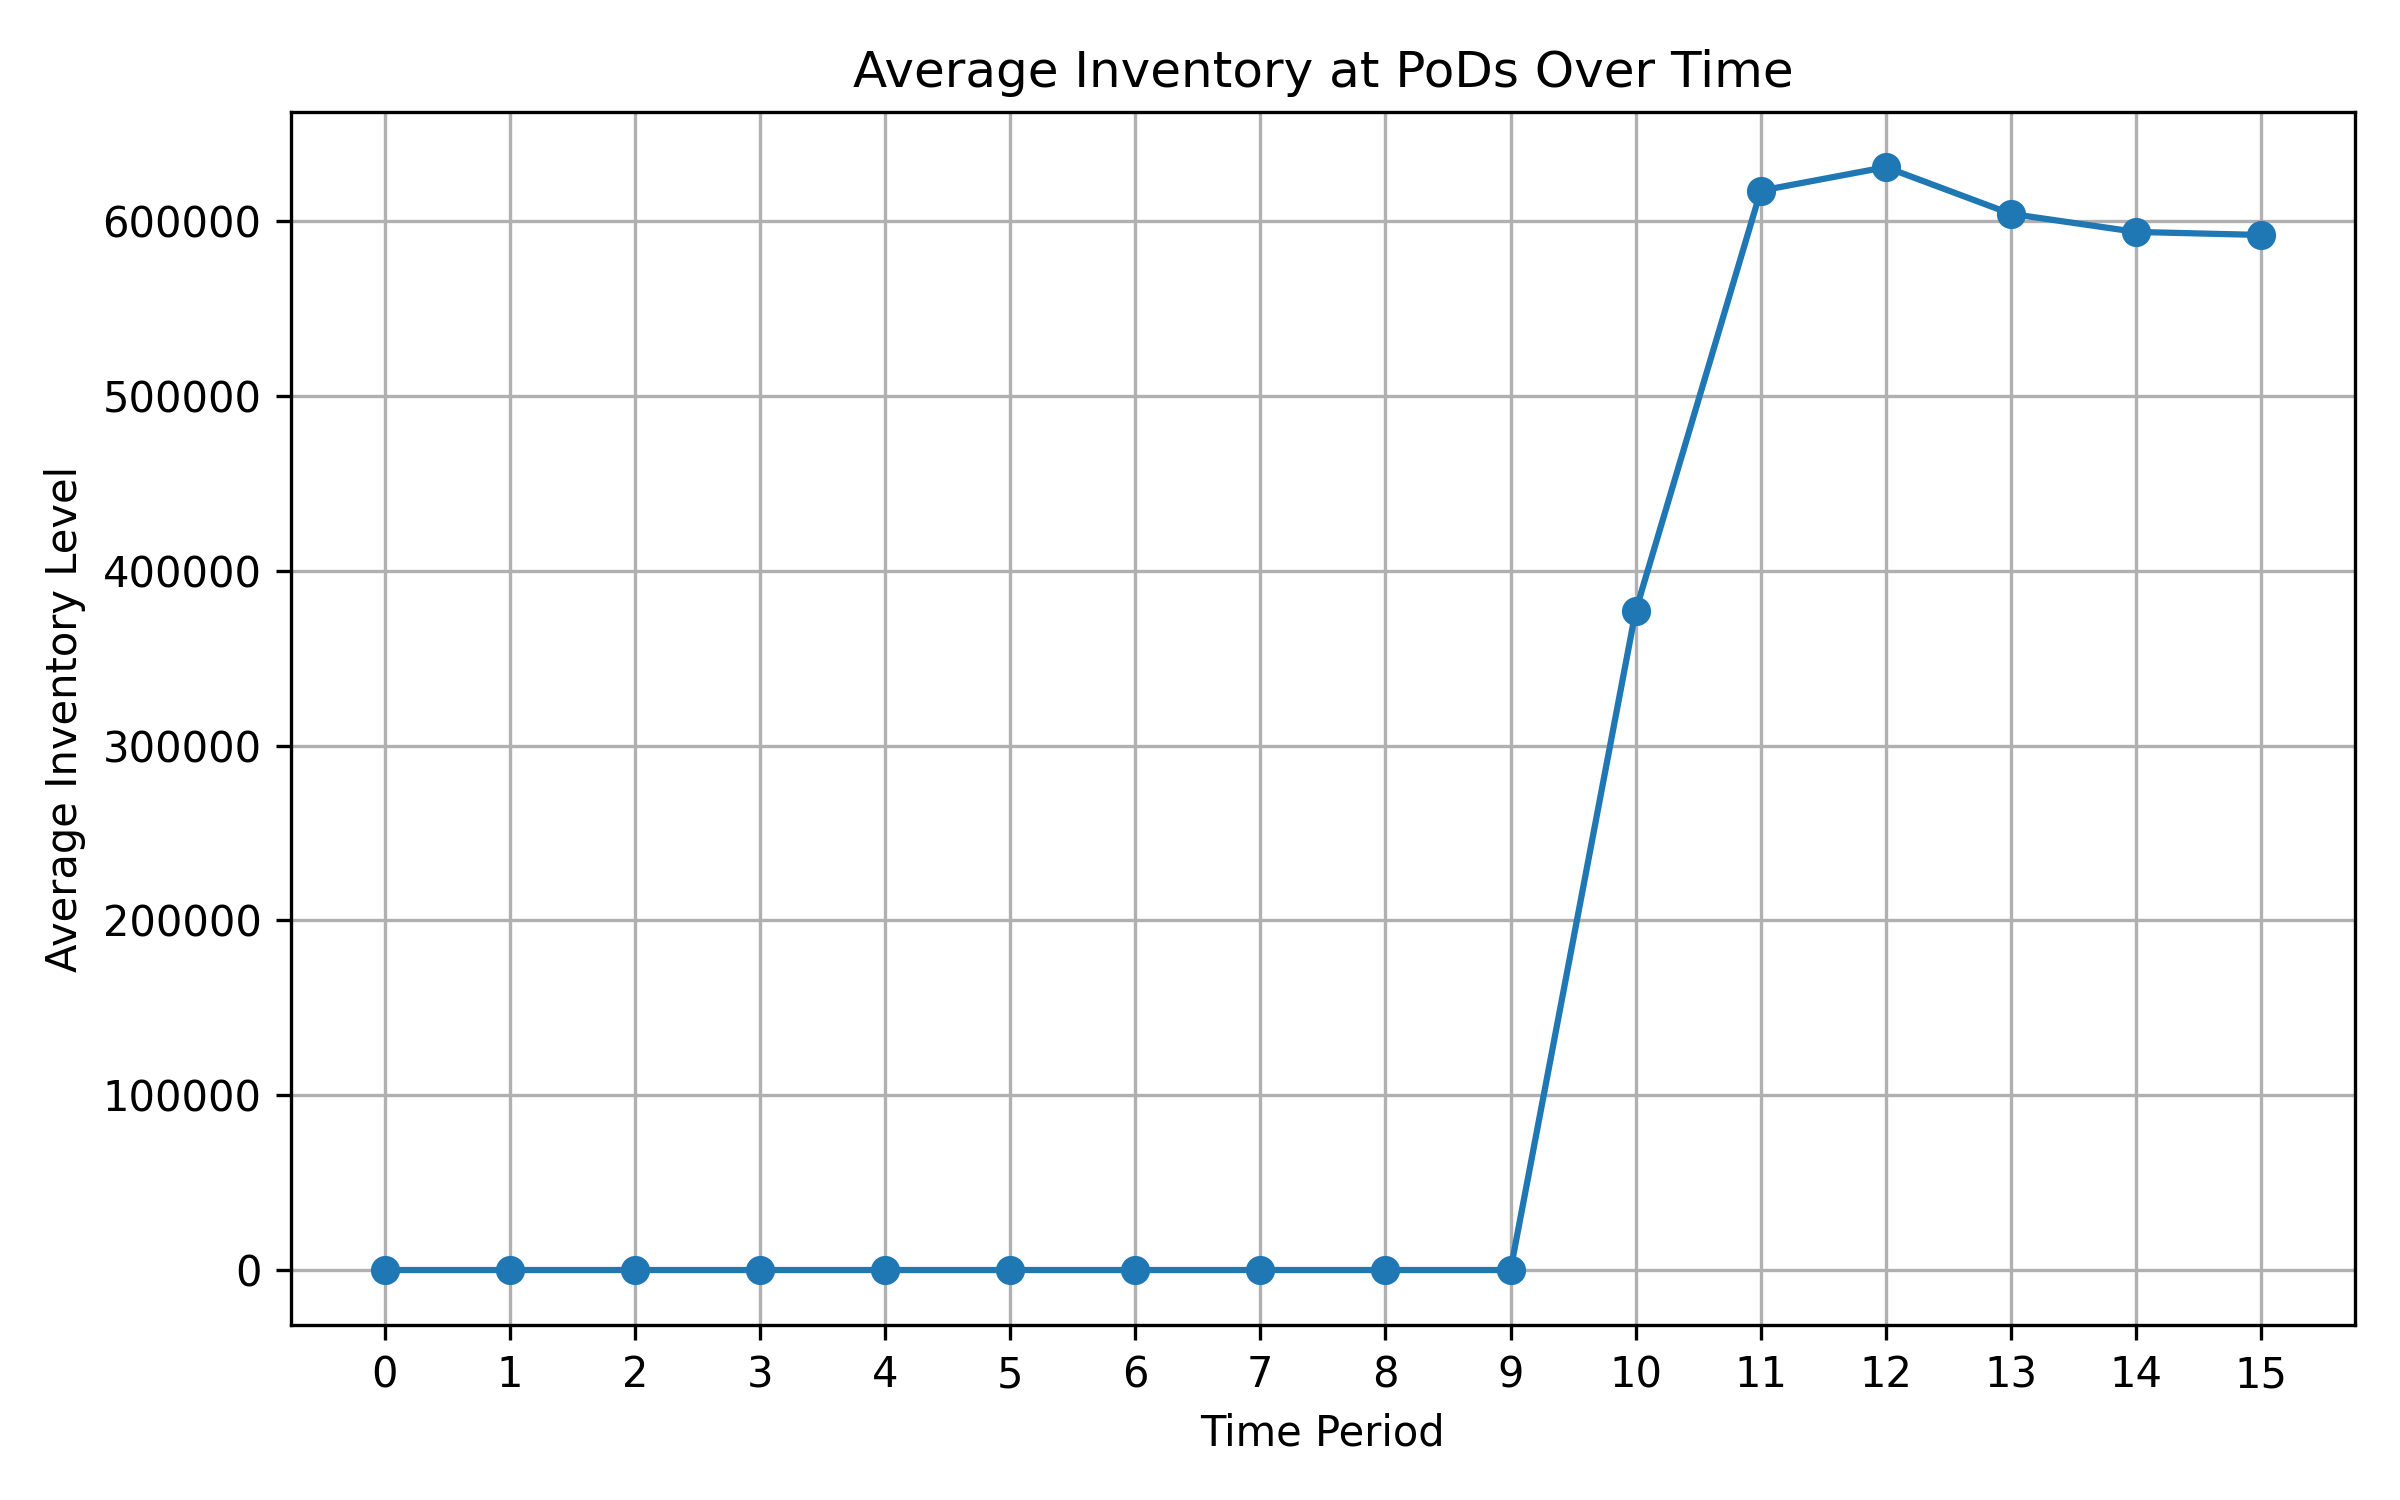 Average Inventory at PoDs Over Time
Average Inventory Level
600000
500000
400000
300000
200000
100000
0
0 1 2 3 4 5 6 7 8 9 10 11 12 13 14 15
Time Period